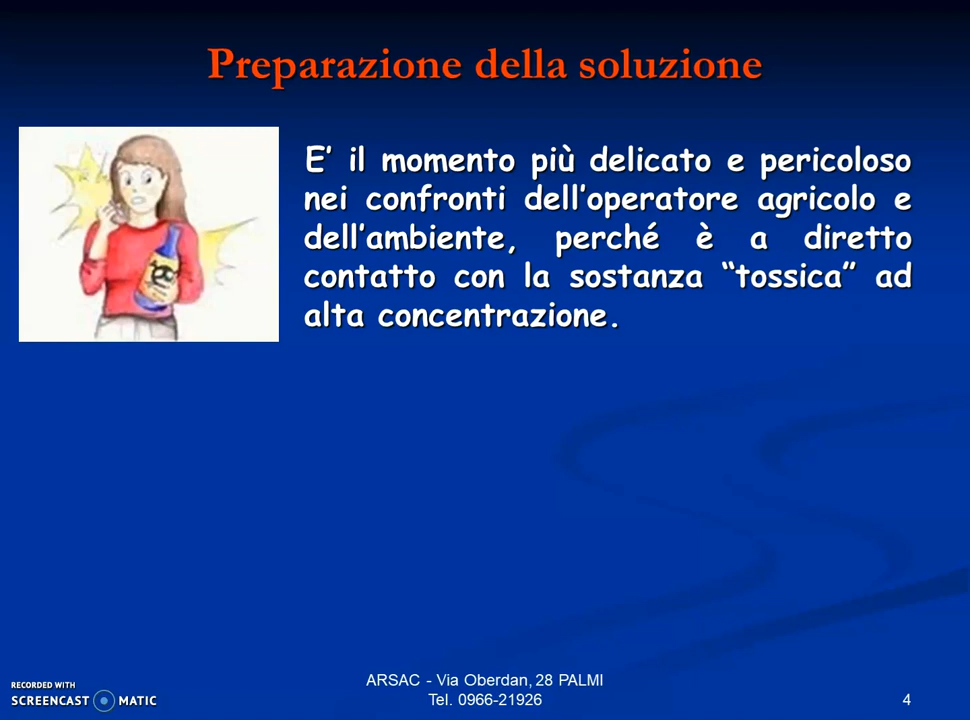 Preparazione della soluzione
E’ il momento più delicato e pericoloso
nei confronti dell’operatore agricolo e
dell’ambiente, perché è a diretto
contatto con la sostanza “tossica” ad
alta concentrazione.
ARSAC - Via Oberdan, 28 PALMI
Tel. 0966-21926
4
RECORDED WITH
SCREENCAST MATIC